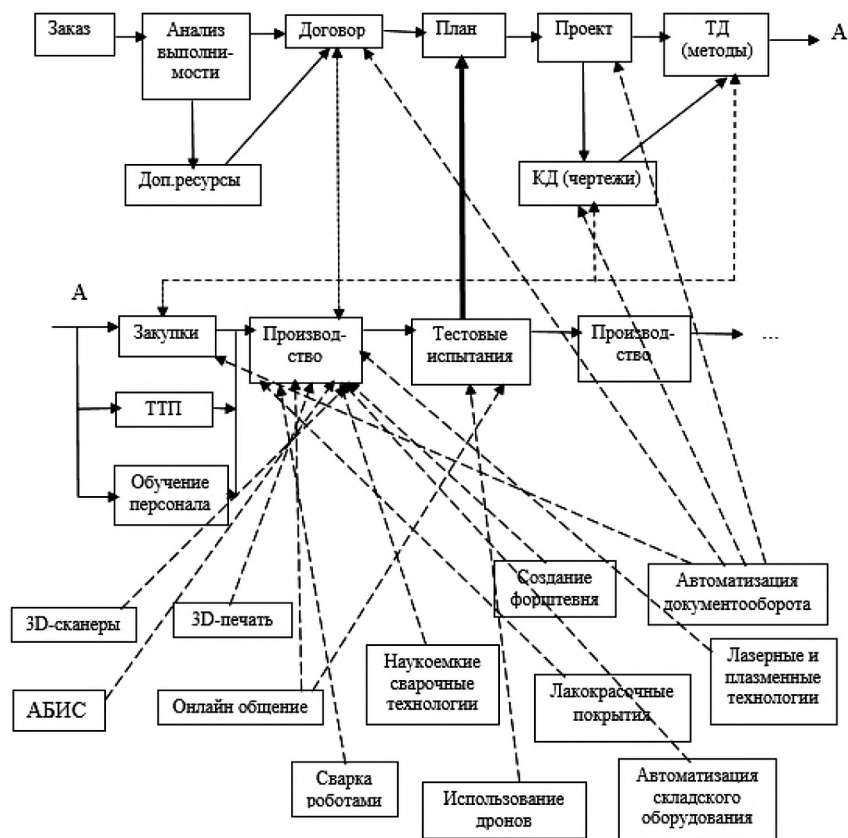 Заказ
Анализ
выполни-
мости
Договор
План
Проект
ТД
(методы)
А
Доп.ресурсы
КД (чертежи)
А
Закупки
Производ-
ство
Тестовые
испытания
Производ-
ство
...
ТТП
Обучение
персонала
3D-сканеры
3D-печать
Создание
форштевня
Автоматизация
документооборота
АБИС
Онлайн общение
Наукоемкие
сварочные
технологии
Лакокрасочные
покрытия
Лазерные и
плазменные
технологии
Сварка
роботами
Использование
дронов
Автоматизация
складского
оборудования